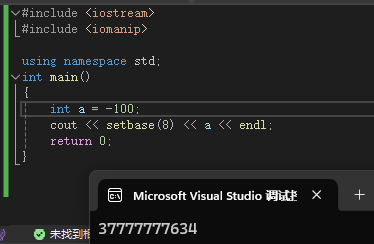 #include <iostream>
#include <iomanip>
using namespace std;
int main()
{
int a = -100;
cout << setbase(8) << a << endl;
return 0;
}
Microsoft Visual Studio 调试
未找到
37777777634